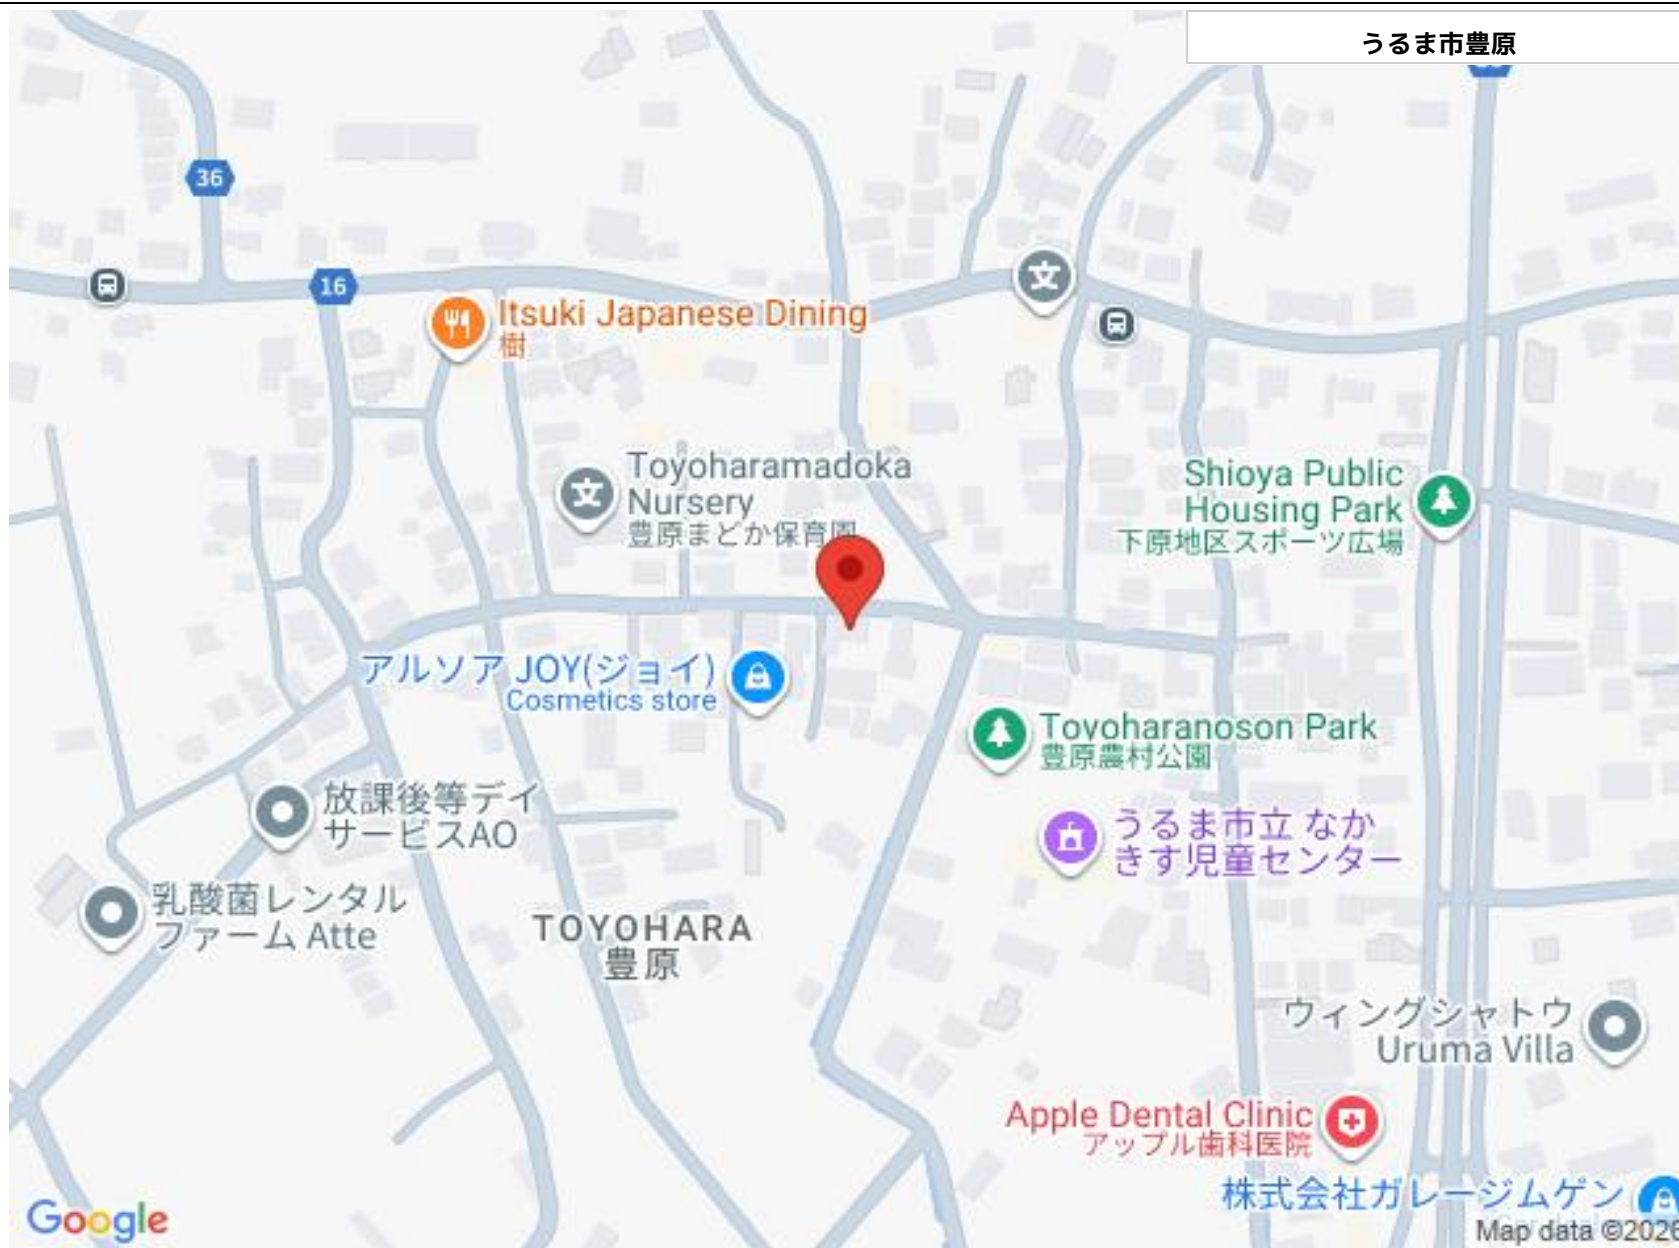 うるま市豊原
36
16
Itsuki Japanese Dining
樹
文
Toyoharamadoka
Nursery
豊原まどか保育園
文
Shioya Public
Housing Park
下原地区スポーツ広場
アルソア JOY(ジョイ)
Cosmetics store
Toyoharanoson Park
豊原農村公園
放課後等デイ
サービスAO
うるま市立 なか
きす児童センター
乳酸菌レンタル
ファーム Atte
TOYOHARA
豊原
ウィングシャトウ
Uruma Villa
Apple Dental Clinic
アップル歯科医院
株式会社ガレージムゲン
Google
Map data ©2026